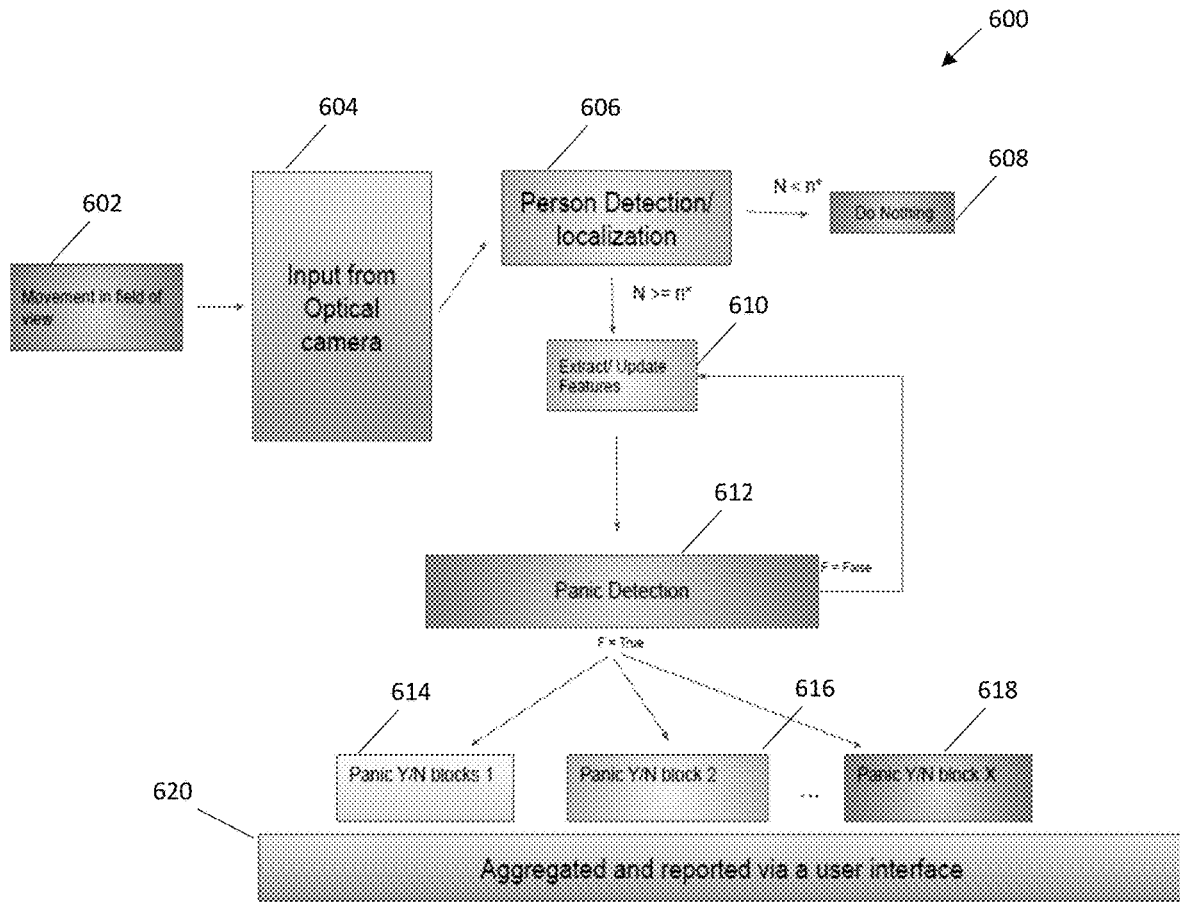 600
604
606
N < n*
608
602
Person Detection/
localization
Do Nothing
Movement in field of
view
Input from
Optical
camera
N >= n*
610
Extract/ Update
Features
612
Panic Detection
F = False
F = True
614
616
618
Panic Y/N blocks 1
Panic Y/N block 2
...
Panic Y/N block X
620
Aggregated and reported via a user interface